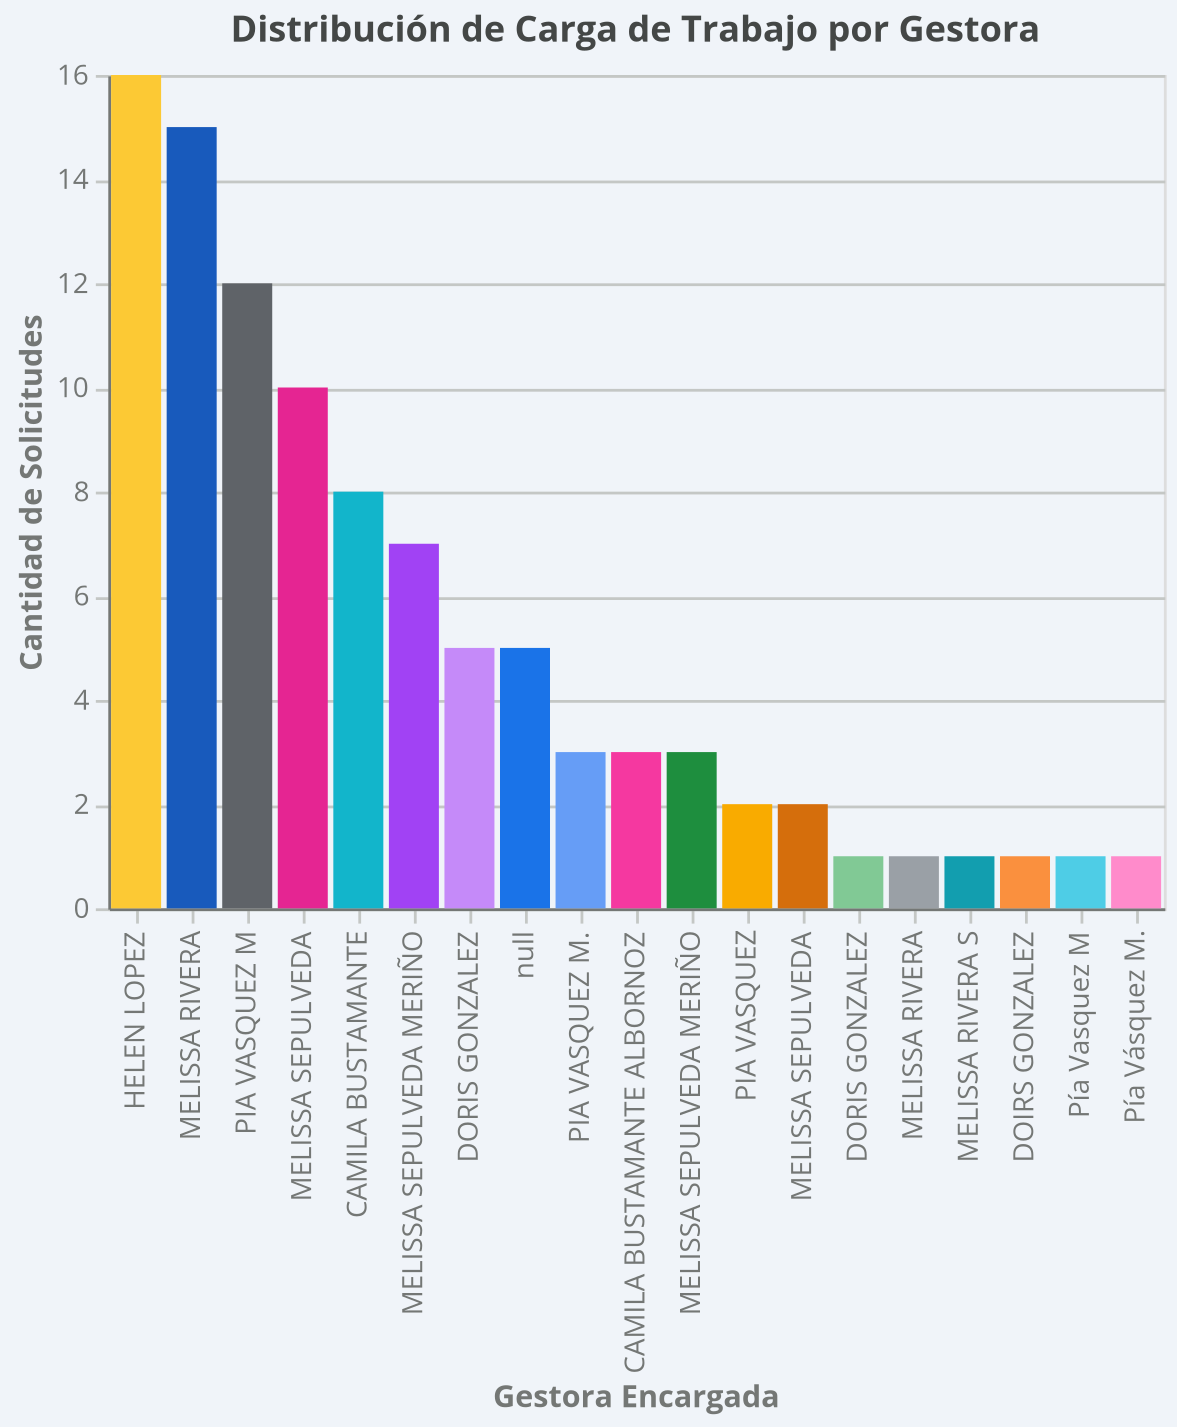 Distribución de Carga de Trabajo por Gestora
Cantidad de Solicitudes
16
14
12
10
8
6
4
2
0
HELEN LOPEZ
MELISSA RIVERA
PIA VASQUEZ M
MELISSA SEPULVEDA
CAMILA BUSTAMANTE
MELISSA SEPULVEDA MERIÑO
DORIS GONZALEZ
null
PIA VASQUEZ M.
CAMILA BUSTAMANTE ALBORNOZ
MELISSA SEPULVEDA MERIÑO
PIA VASQUEZ
MELISSA SEPULVEDA
DORIS GONZALEZ
MELISSA RIVERA
MELISSA RIVERA S
DOIRS GONZALEZ
Pía Vasquez M
Pía Vásquez M.
Gestora Encargada